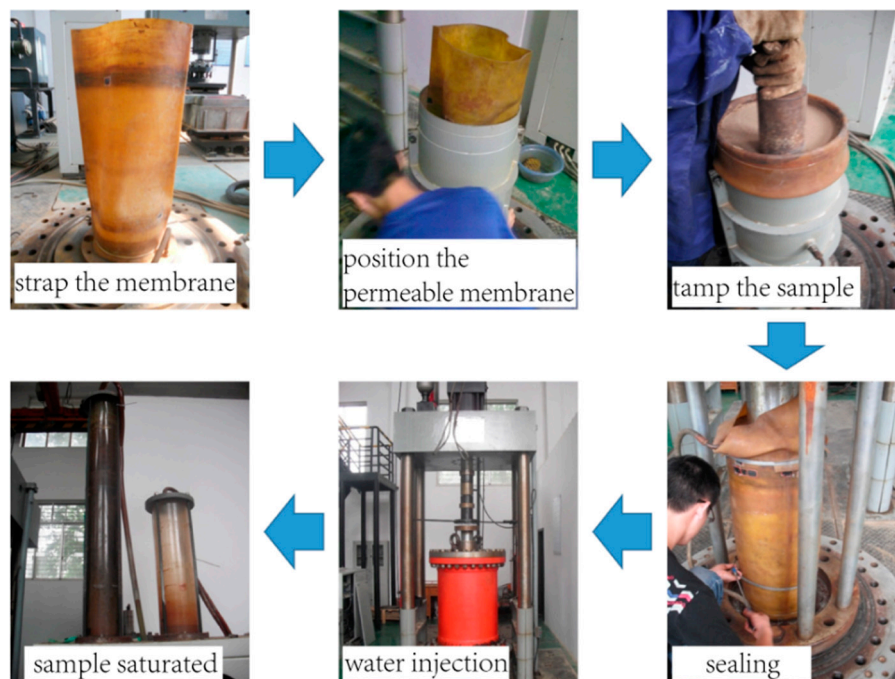 strap the membrane
position the
permeable membrane
tamp the sample
sample saturated
water injection
sealing